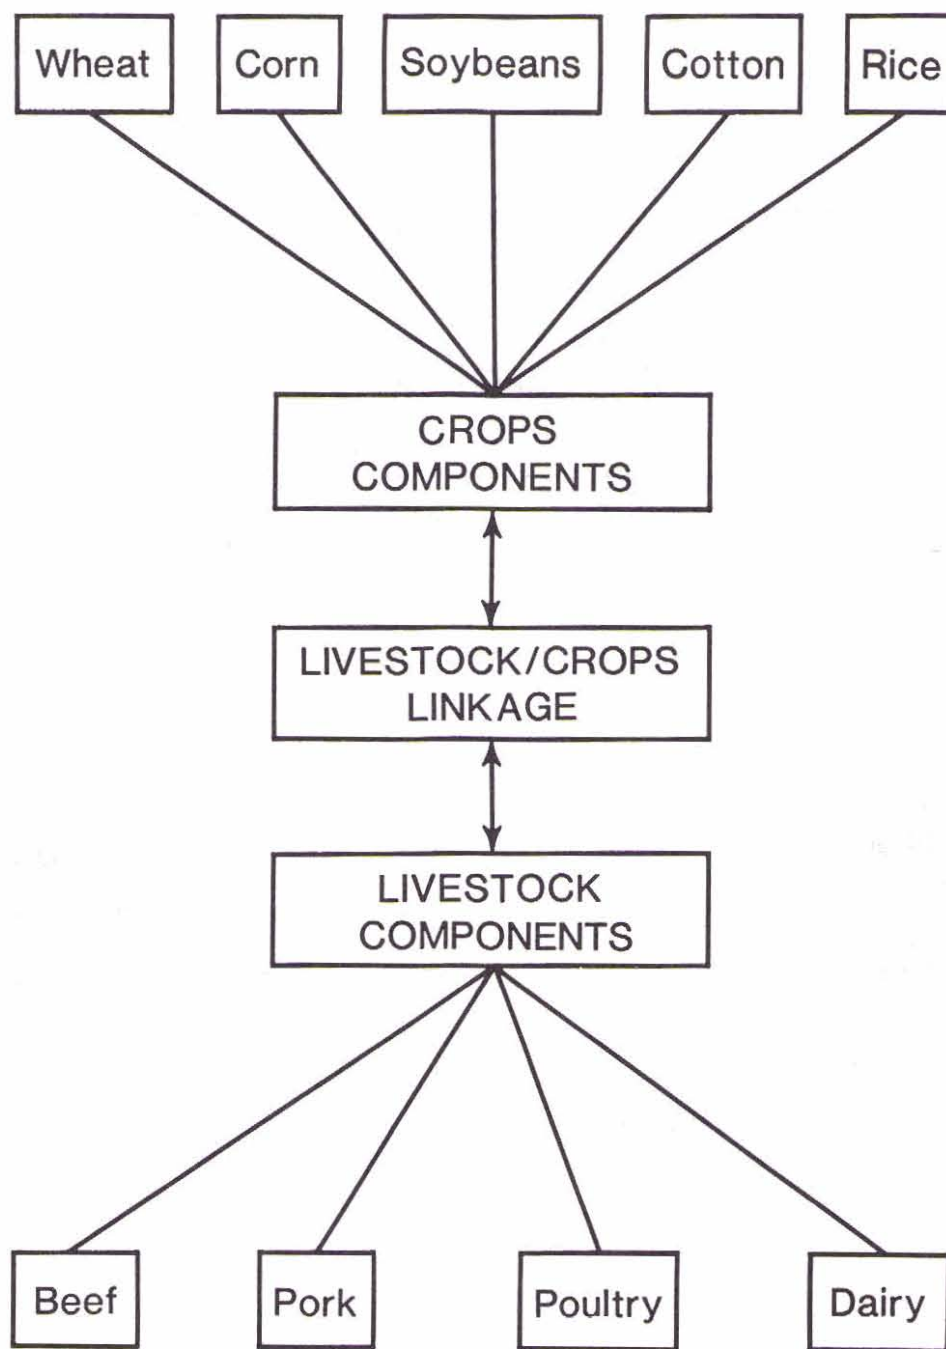 Wheat
Corn
Soybeans
Cotton
Rice
CROPS
COMPONENTS
LIVESTOCK/CROPS
LINKAGE
LIVESTOCK
COMPONENTS
Beef
Pork
Poultry
Dairy